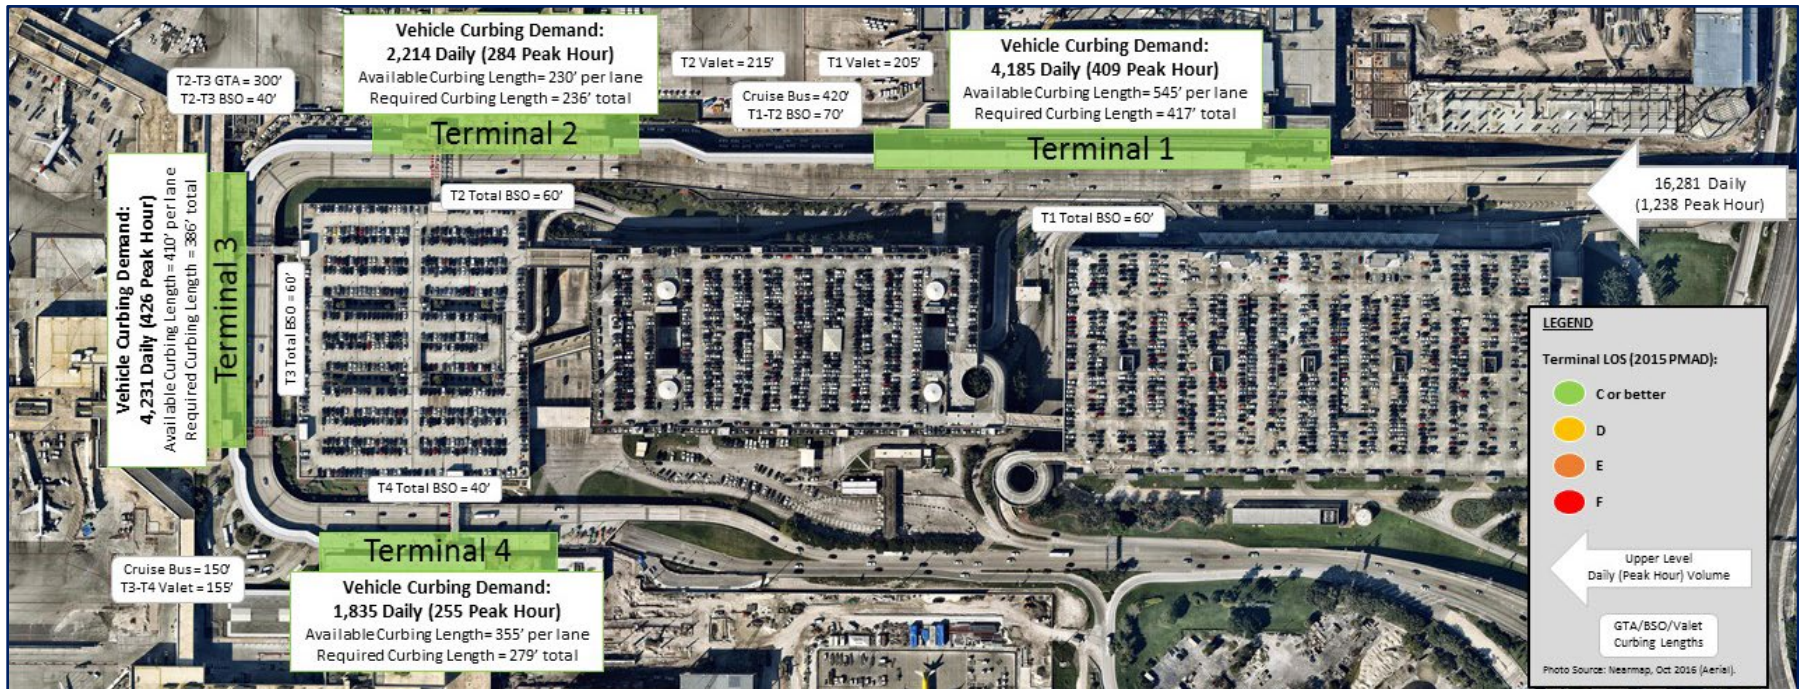 T2-T3 GTA = 300’
T2-T3 BSO = 40’
Vehicle Curbing Demand:
2,214 Daily (284 Peak Hour)
Available Curbing Length= 230’ per lane
Required Curbing Length = 236’ total
Terminal 2
T2 Valet = 215’
T1 Valet = 205’
Cruise Bus = 420’
T1-T2 BSO = 70’
Vehicle Curbing Demand:
4,185 Daily (409 Peak Hour)
Available Curbing Length= 545’ per lane
Required Curbing Length = 417’ total
Terminal 1
16,281 Daily
(1,238 Peak Hour)
T2 Total BSO = 60’
T1 Total BSO = 60’
Vehicle Curbing Demand:
4,231 Daily (426 Peak Hour)
Available Curbing Length = 410’ per lane
Required Curbing Length = 386’ total
Terminal 3
T3 Total BSO = 60’
T4 Total BSO = 40’
Terminal 4
Cruise Bus = 150’
T3-T4 Valet = 155’
Vehicle Curbing Demand:
1,835 Daily (255 Peak Hour)
Available Curbing Length= 355’ per lane
Required Curbing Length = 279’ total
LEGEND
Terminal LOS (2015 PMAD):
C or better
D
E
F
Upper Level
Daily (Peak Hour) Volume
GTA/BSO/Valet
Curbing Lengths
Photo Source: Nearmap, Oct 2016 (Aerial).